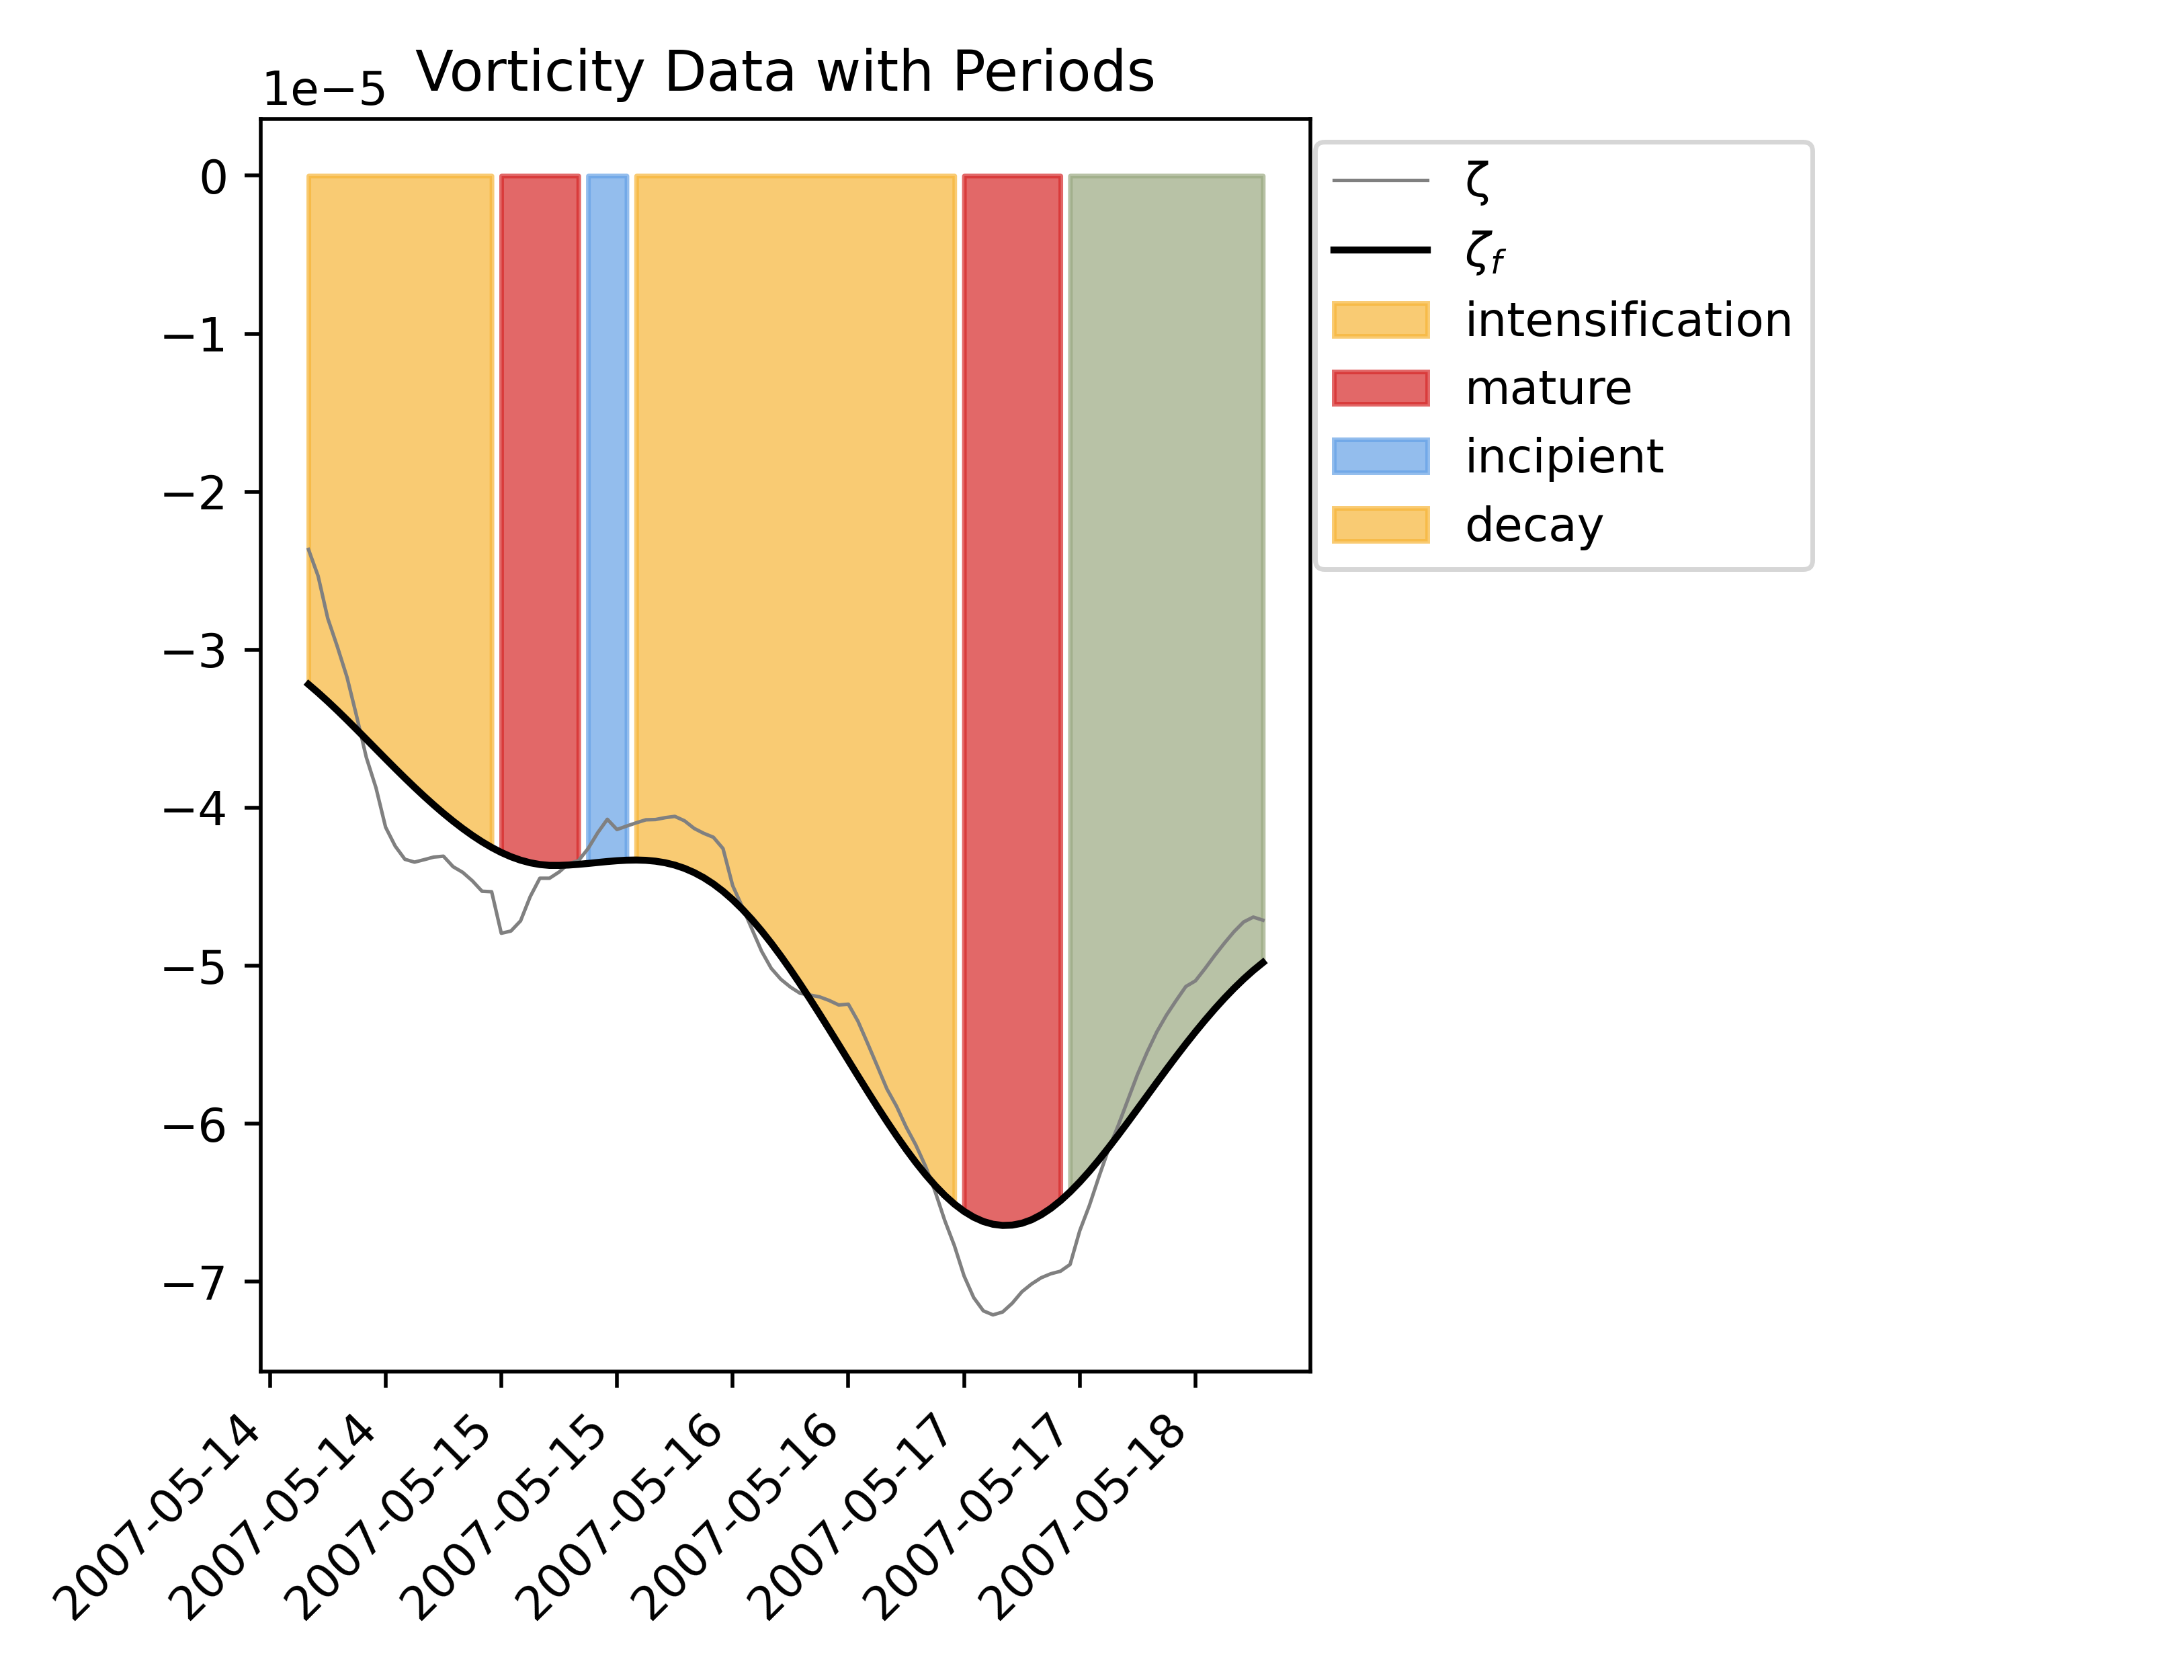 Vorticity Data with Periods
1e−5
0
−1
−2
−3
−4
−5
−6
−7
2007-05-14
2007-05-14
2007-05-15
2007-05-15
2007-05-16
2007-05-16
2007-05-17
2007-05-17
2007-05-18
ζ
ζf
intensification
mature
incipient
decay